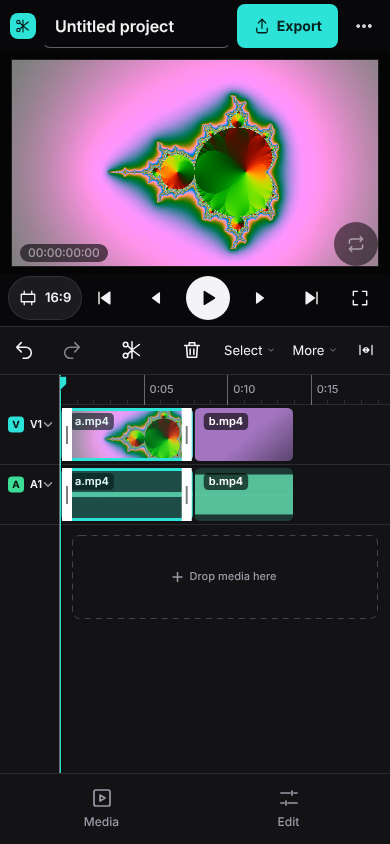 Untitled project
Export
00:00:00:00
16:9
Select
More
0:05
0:10
0:15
V
V1
a.mp4
b.mp4
A
A1
a.mp4
b.mp4
Drop media here
Media
Edit